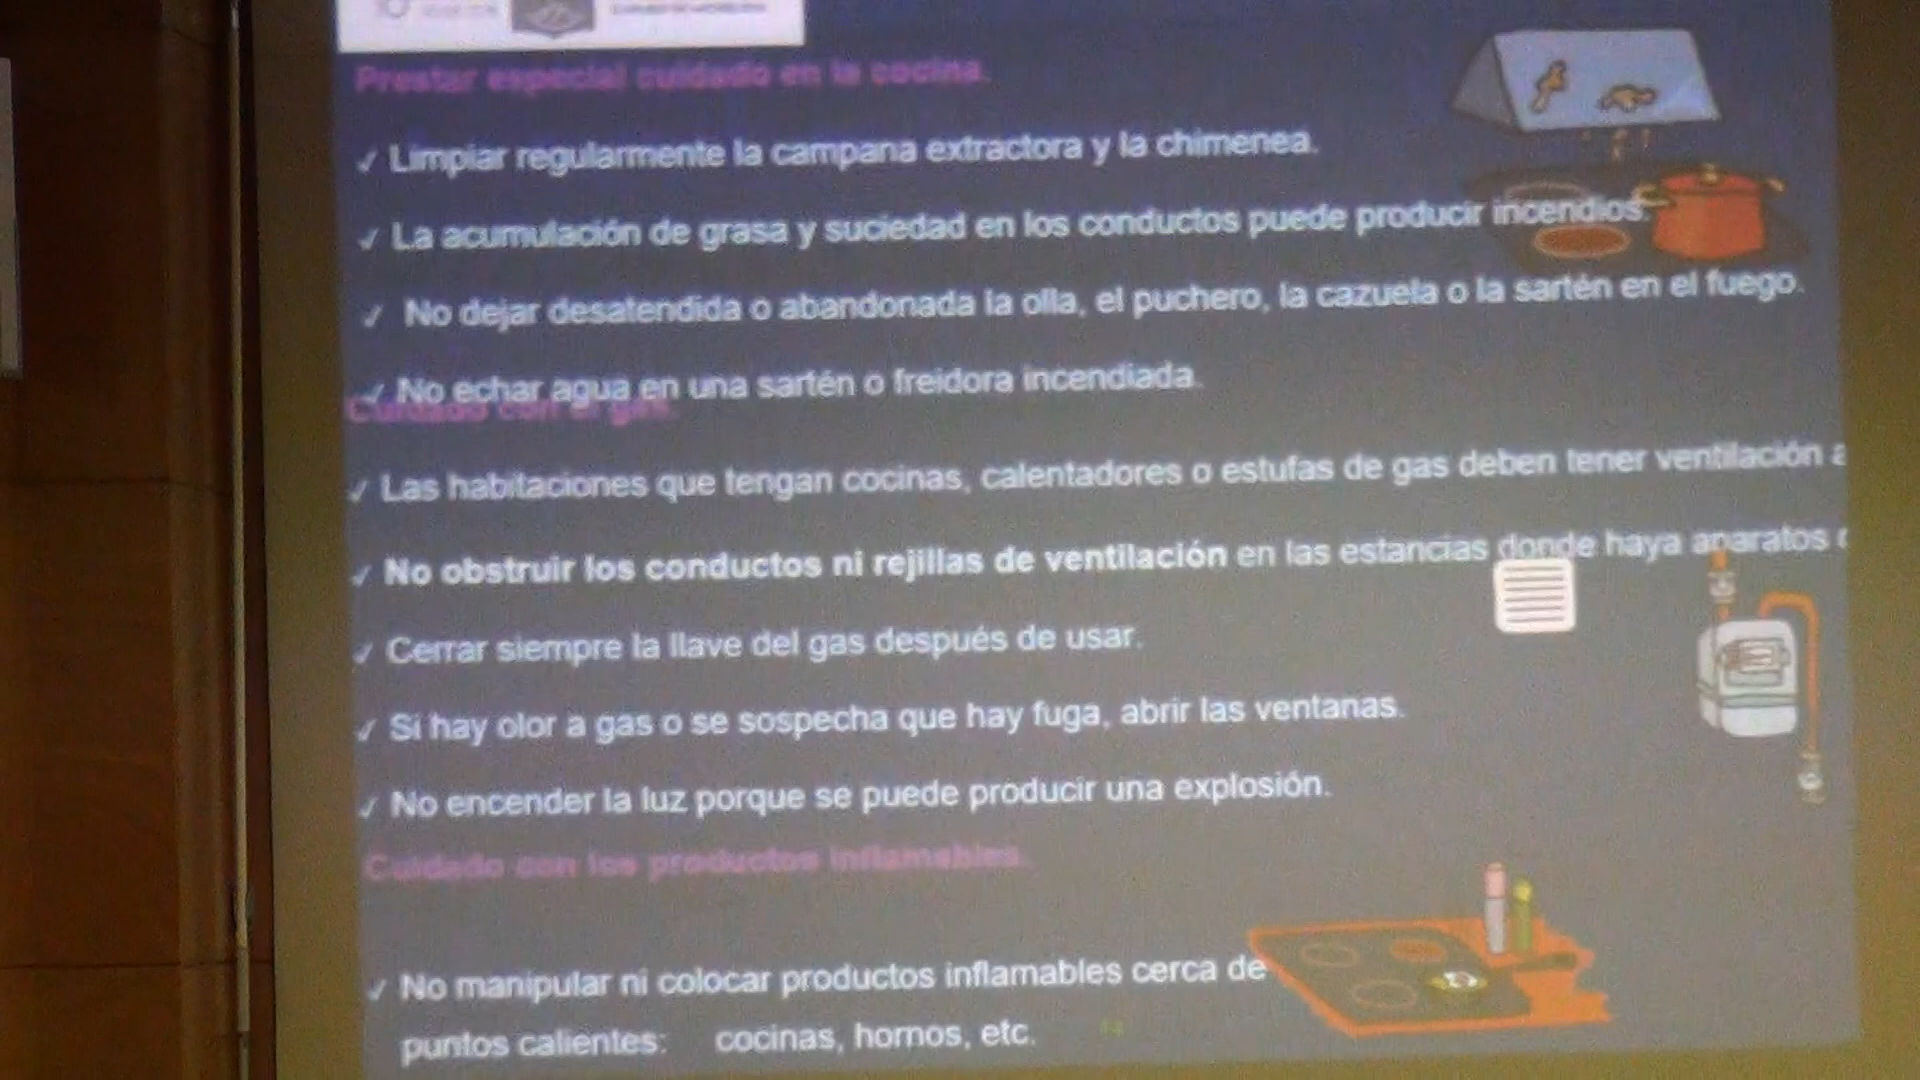 Prestar especial cuidado en la cocina.
✓ Limpiar regularmente la campana extractora y la chimenea.
✓ La acumulación de grasa y suciedad en los conductos puede producir incendios.
✓ No dejar desatendida o abandonada la olla, el puchero, la cazuela o la sartén en el fuego.
✓ No echar agua en una sartén o freidora incendiada.
Cuidado con el gas.
✓ Las habitaciones que tengan cocinas, calentadores o estufas de gas deben tener ventilación a
✓ No obstruir los conductos ni rejillas de ventilación en las estancias donde haya aparatos
✓ Cerrar siempre la llave del gas después de usar.
✓ Si hay olor a gas o se sospecha que hay fuga, abrir las ventanas.
✓ No encender la luz porque se puede producir una explosión.
Cuidado con los productos inflamables.
✓ No manipular ni colocar productos inflamables cerca de
puntos calientes: cocinas, hornos, etc.